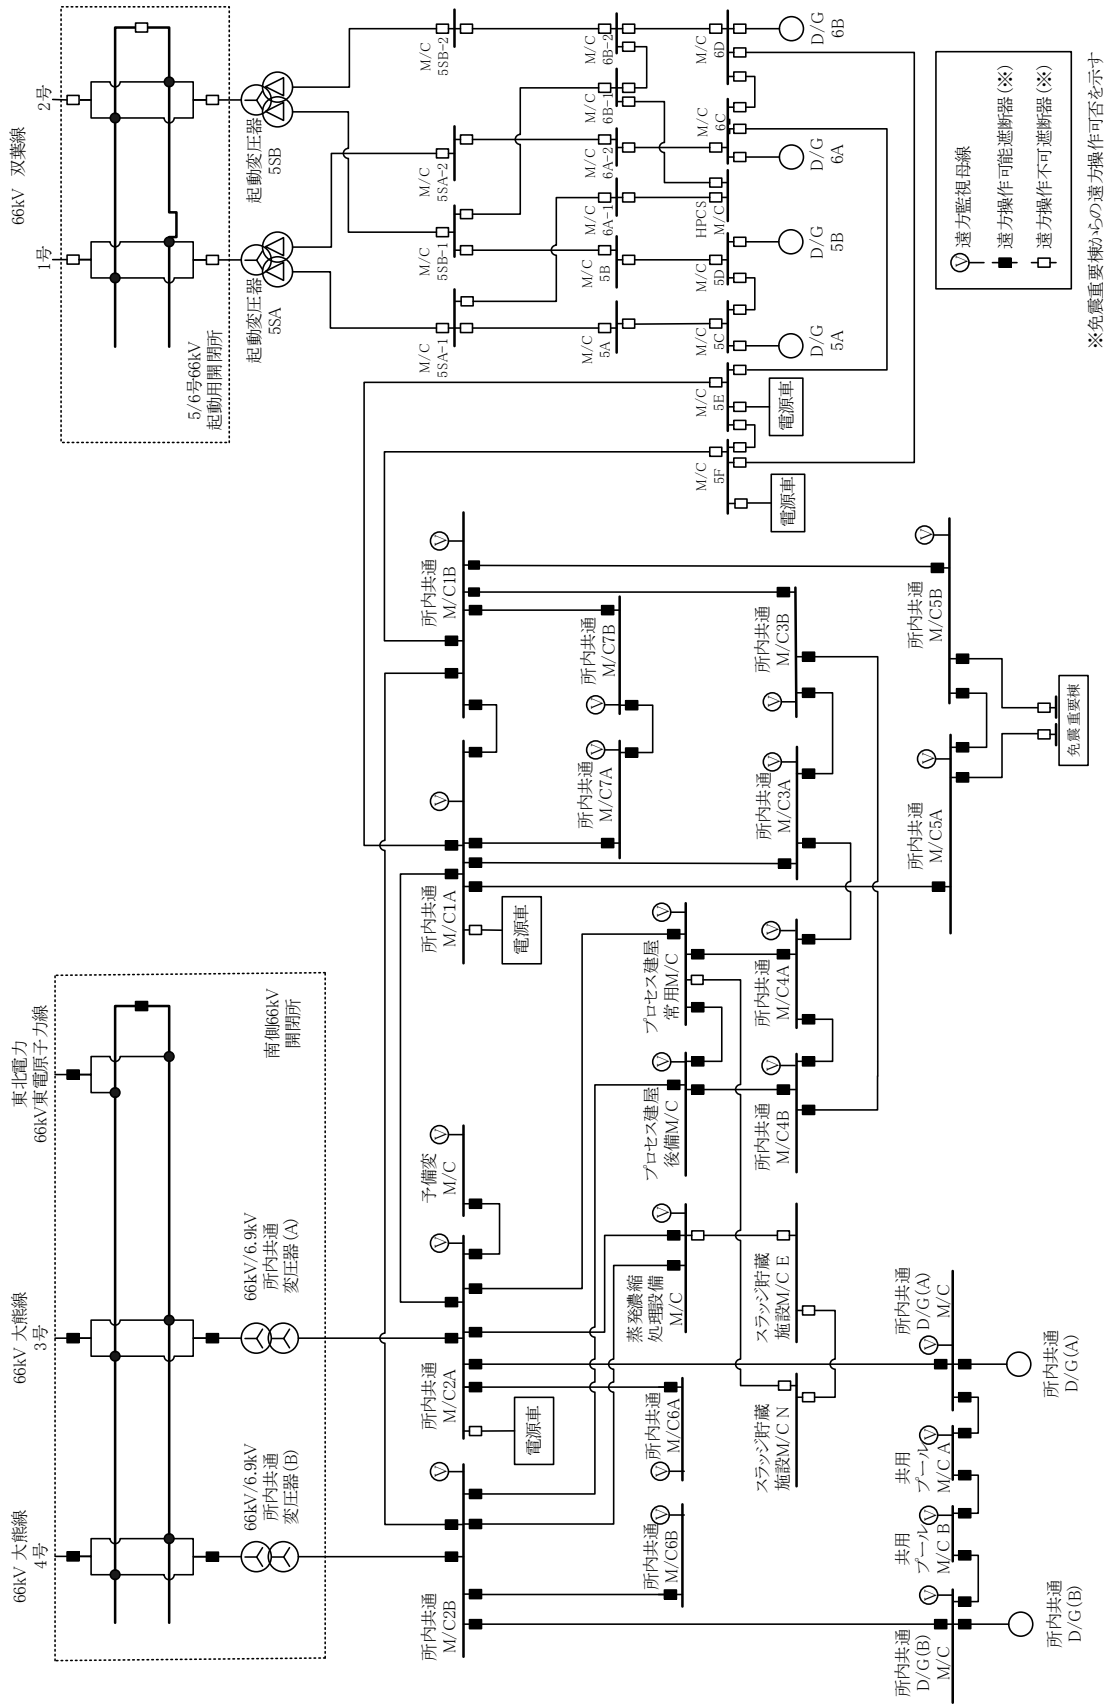 66kV 大熊線
4号
66kV 大熊線
3号
東北電力
66kV東電原子力線
66kV 双葉線
1号
2号
南側66kV
開閉所
5/6号66kV
起動用開閉所
66kV/6.9kV
所内共通
変圧器(B)
66kV/6.9kV
所内共通
変圧器(A)
起動変圧器
5SA
起動変圧器
5SB
所内共通
M/C2B
V
所内共通
M/C2A
V
電源車
予備変
M/C
V
所内共通
M/C1A
V
電源車
所内共通
M/C1B
V
M/C
5SA-1
M/C
5SB-1
M/C
5SA-2
M/C
5SB-2
所内共通
M/C7A
V
所内共通
M/C7B
V
M/C
5A
M/C
5B
M/C
6A-1
M/C
6A-2
M/C
6B-1
M/C
6B-2
所内共通
M/C6B
V
所内共通
M/C6A
V
蒸発濃縮
処理設備
M/C
V
プロセス建屋
後備M/C
V
プロセス建屋
常用M/C
V
M/C
5F
電源車
M/C
5E
電源車
M/C
5C
M/C
5D
HPCS
M/C
M/C
6C
M/C
6D
D/G
5A
D/G
5B
D/G
6A
D/G
6B
スラッジ貯蔵
施設M/C N
スラッジ貯蔵
施設M/C E
所内共通
M/C4B
V
所内共通
M/C4A
V
所内共通
M/C3A
V
所内共通
M/C3B
V
所内共通
D/G(B)
M/C
V
共用
プール
M/C B
V
共用
プール
M/C A
V
所内共通
D/G(A)
M/C
V
所内共通
M/C5A
V
所内共通
M/C5B
V
所内共通
D/G(B)
所内共通
D/G(A)
免震重要棟
V
遠方監視母線
遠方操作可能遮断器(※)
遠方操作不可遮断器(※)
※免震重要棟からの遠方操作可否を示す